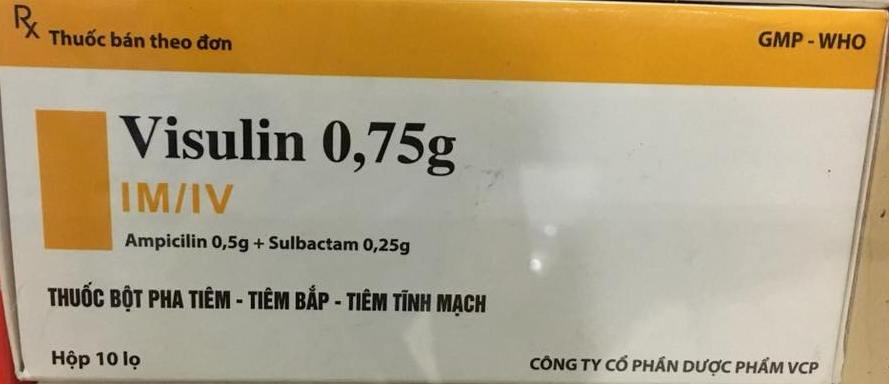 Rx Thuốc bán theo đơn
GMP - WHO
Visulin 0,75g
IM/IV
Ampicilin 0,5g + Sulbactam 0,25g
THUỐC BỘT PHA TIÊM - TIÊM BẮP - TIÊM TĨNH MẠCH
Hộp 10 lọ
CÔNG TY CỔ PHẦN DƯỢC PHẨM VCP